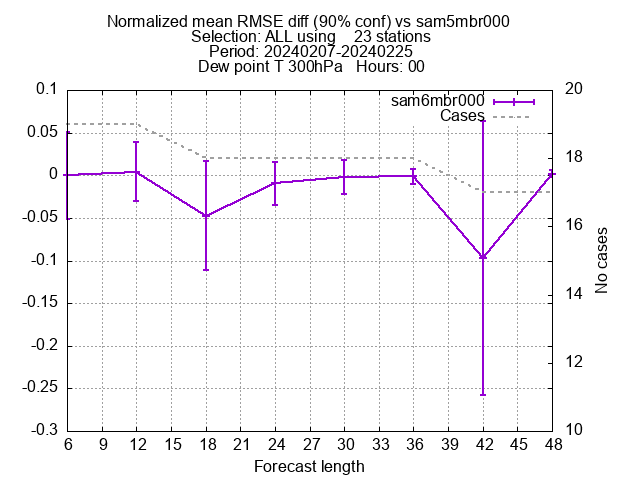 Normalized mean RMSE diff (90% conf) vs sam5mbr000
Selection: ALL using    23 stations
Period: 20240207-20240225
Dew point T 300hPa   Hours: 00
sam6mbr000
Cases
0.1
0.05
0
-0.05
-0.1
-0.15
-0.2
-0.25
-0.3
20
18
16
14
12
10
No cases
6 9 12 15 18 21 24 27 30 33 36 39 42 45 48
Forecast length